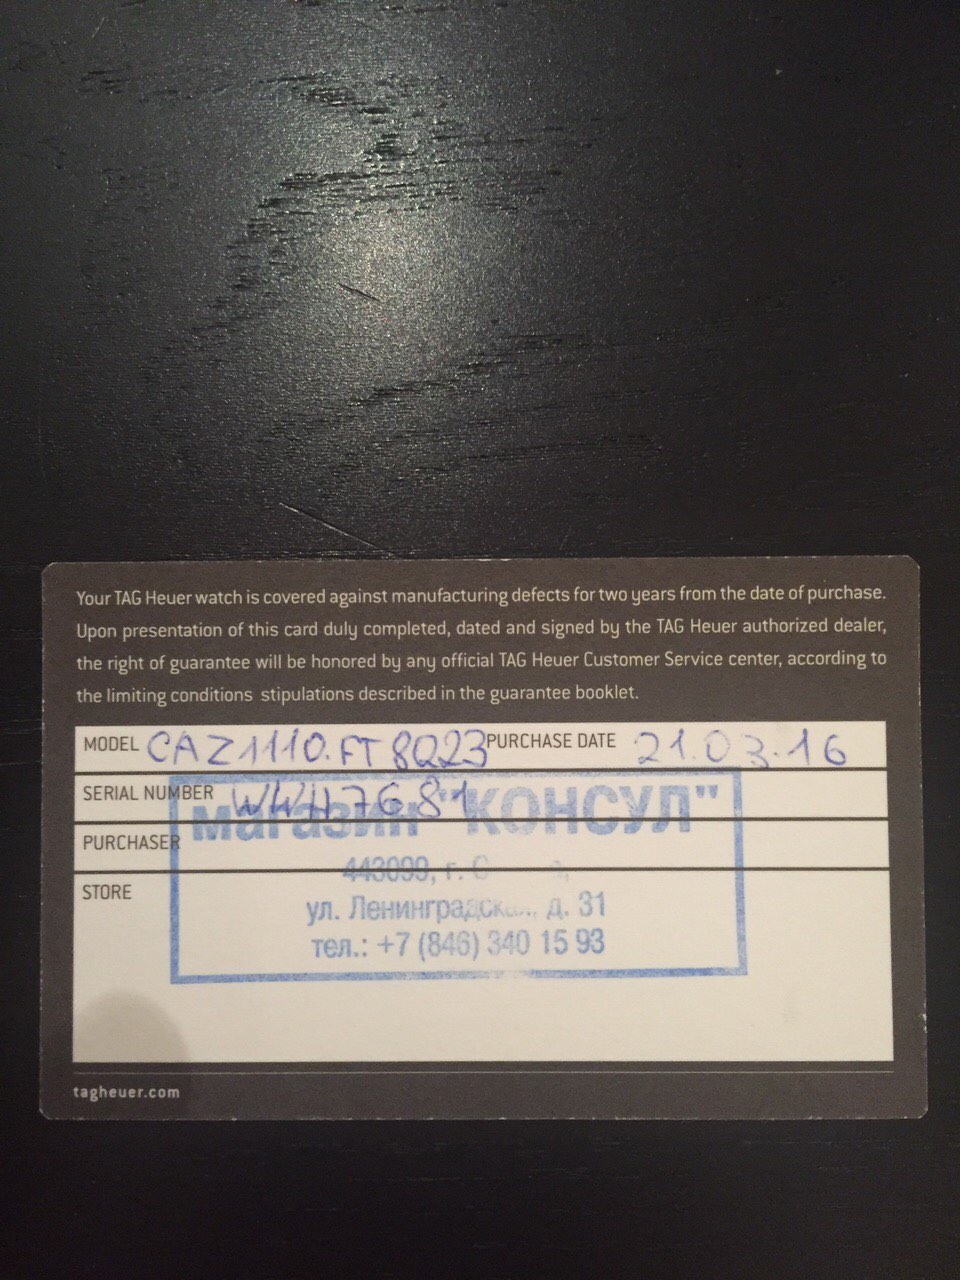 Your TAG Heuer watch is covered against manufacturing defects for two years from the date of purchase.
Upon presentation of this card duly completed, dated and signed by the TAG Heuer authorized dealer,
the right of guarantee will be honored by any official TAG Heuer Customer Service center, according to
the limiting conditions stipulations described in the guarantee booklet.
MODEL CAZ1110.FT8023 PURCHASE DATE 21.03.16
SERIAL NUMBER WWH7681
магазин "КОНСУЛ"
PURCHASER
443099, г.
STORE
ул. д. 31
тел.: +7 (846) 340 15 93
tagheuer.com